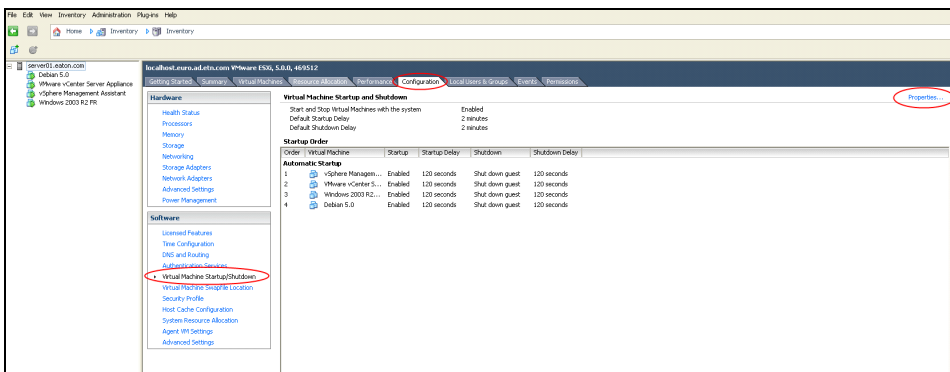 File Edit View Inventory Administration Plug-ins Help
Home Inventory Inventory
server01.eaton.com
Debian 5.0
VMware vCenter Server Appliance
vSphere Management Assistant
Windows 2003 R2 FR
localhost.euro.ad.etn.com VMware ESXi, 5.0.0, 469512
Getting Started Summary Virtual Machines Resource Allocation Performance Configuration Local Users & Groups Events Permissions
Hardware
Health Status
Processors
Memory
Storage
Networking
Storage Adapters
Network Adapters
Advanced Settings
Power Management
Software
Licensed Features
Time Configuration
DNS and Routing
Authentication Services
Virtual Machine Startup/Shutdown
Virtual Machine Swapfile Location
Security Profile
Host Cache Configuration
System Resource Allocation
Agent VM Settings
Advanced Settings
Virtual Machine Startup and Shutdown Properties...
Start and Stop Virtual Machines with the system Enabled
Default Startup Delay 2 minutes
Default Shutdown Delay 2 minutes
Startup Order
Order Virtual Machine Startup Startup Delay Shutdown Shutdown Delay
Automatic Startup
1 vSphere Managem... Enabled 120 seconds Shut down guest 120 seconds
2 VMware vCenter S... Enabled 120 seconds Shut down guest 120 seconds
3 Windows 2003 R2... Enabled 120 seconds Shut down guest 120 seconds
4 Debian 5.0 Enabled 120 seconds Shut down guest 120 seconds